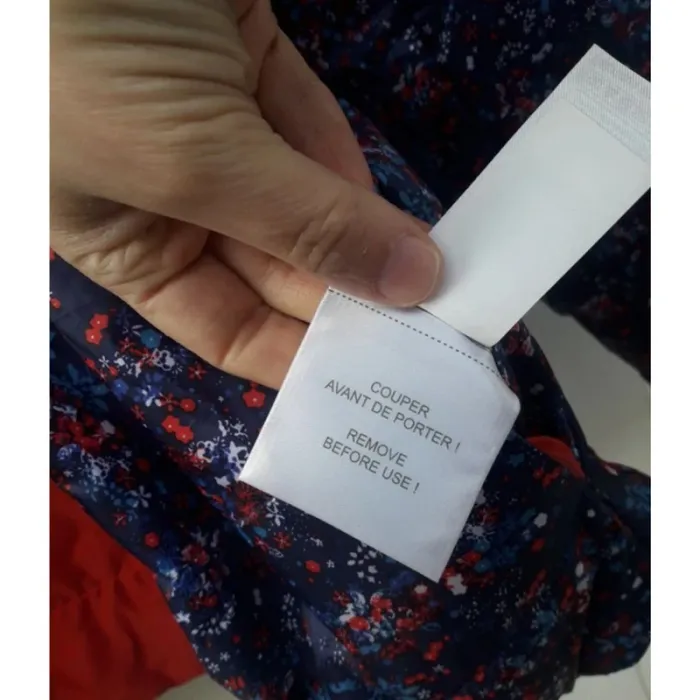 COUPER
AVANT DE PORTER !
REMOVE
BEFORE USE !